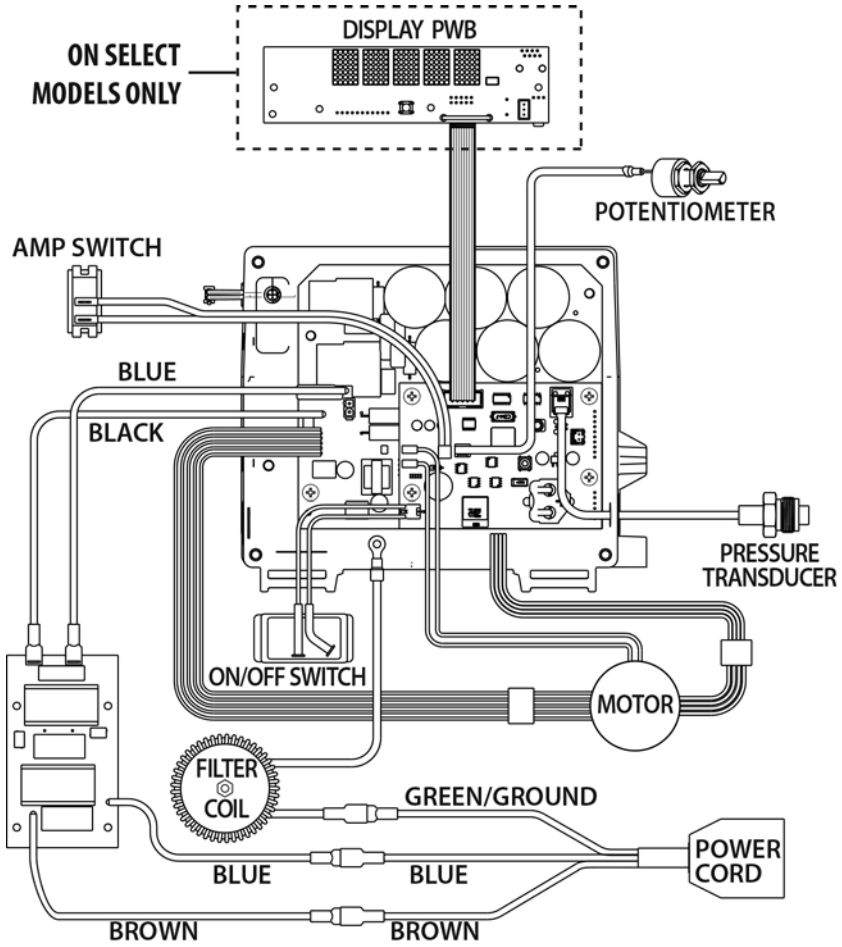 DISPLAY PWB
ON SELECT
MODELS ONLY
POTENTIOMETER
AMP SWITCH
BLUE
BLACK
PRESSURE
TRANSDUCER
ON/OFF SWITCH
MOTOR
FILTER
COIL
GREEN/GROUND
POWER
CORD
BLUE
BLUE
BROWN
BROWN